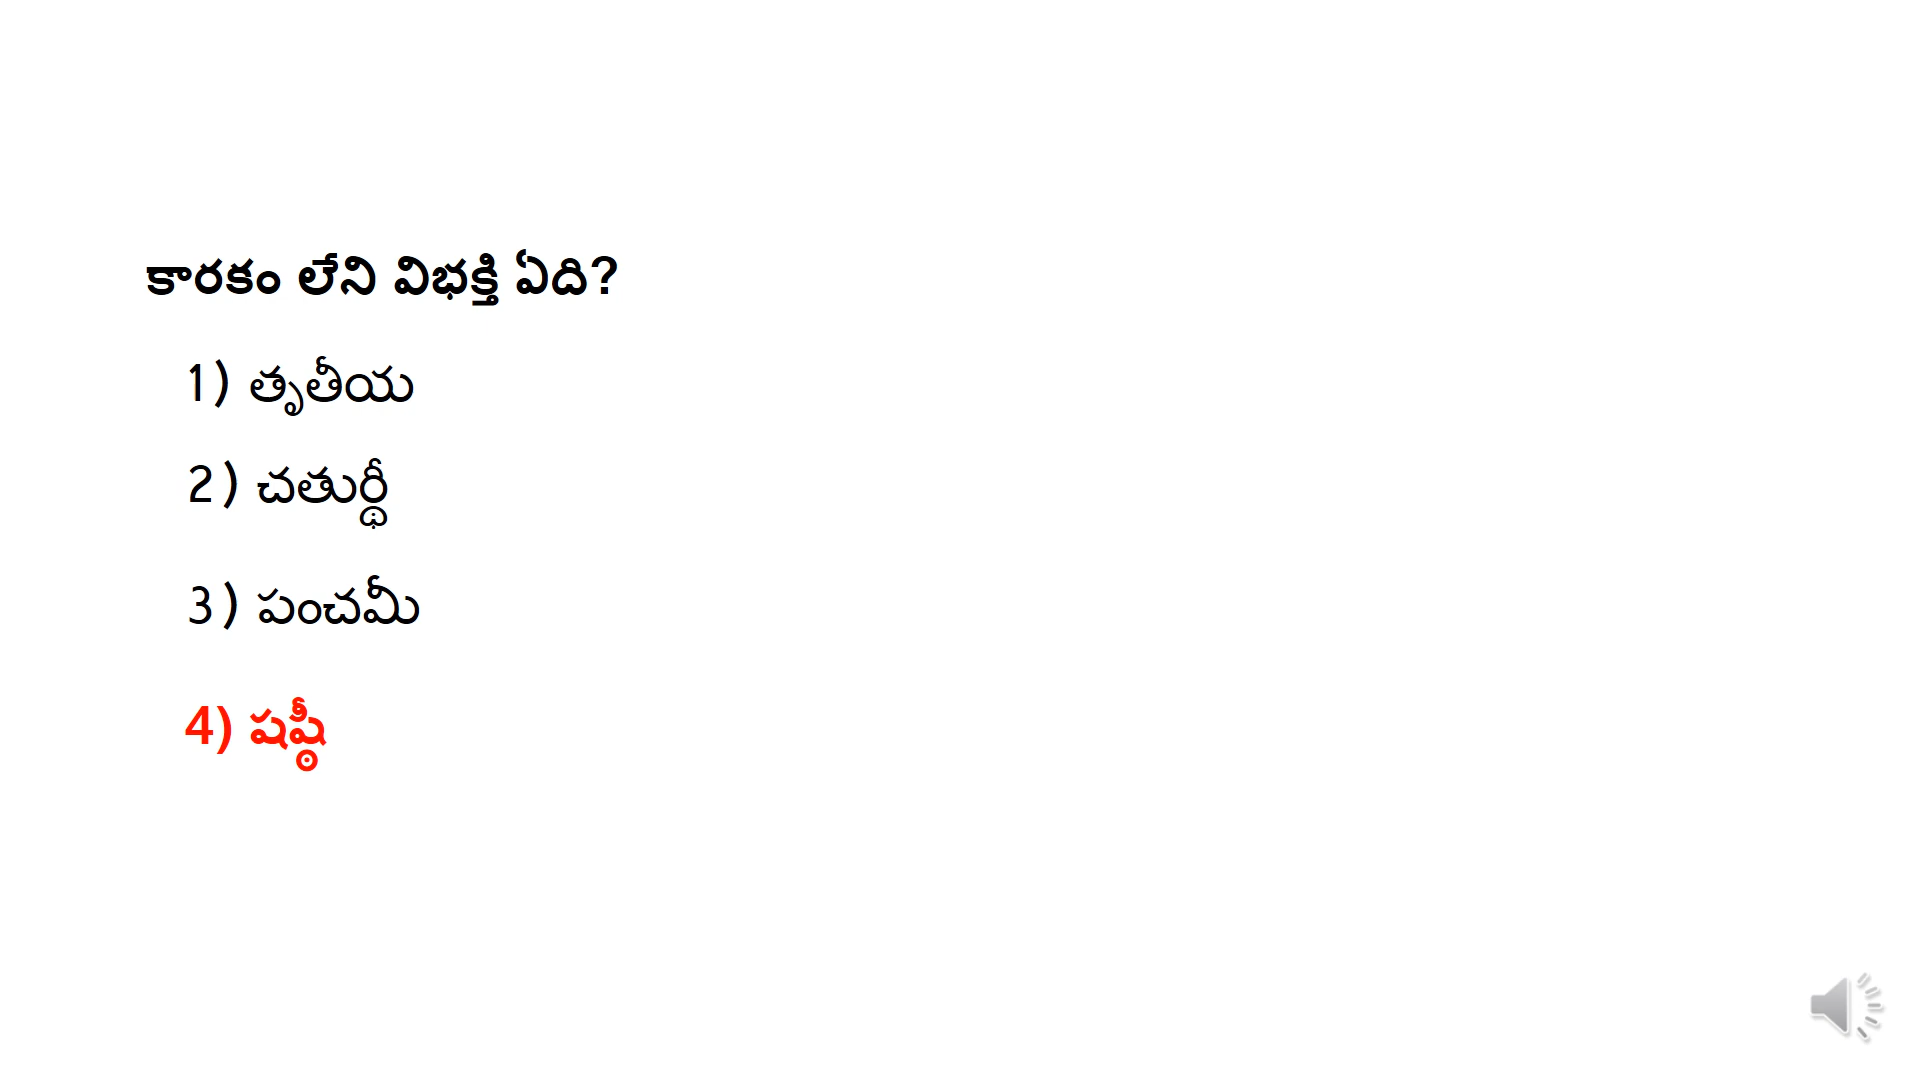 కారకం లేని విభక్తి ఏది?
1) తృతీయ
2) చతుర్థీ
3) పంచమీ
4) షష్ఠీ